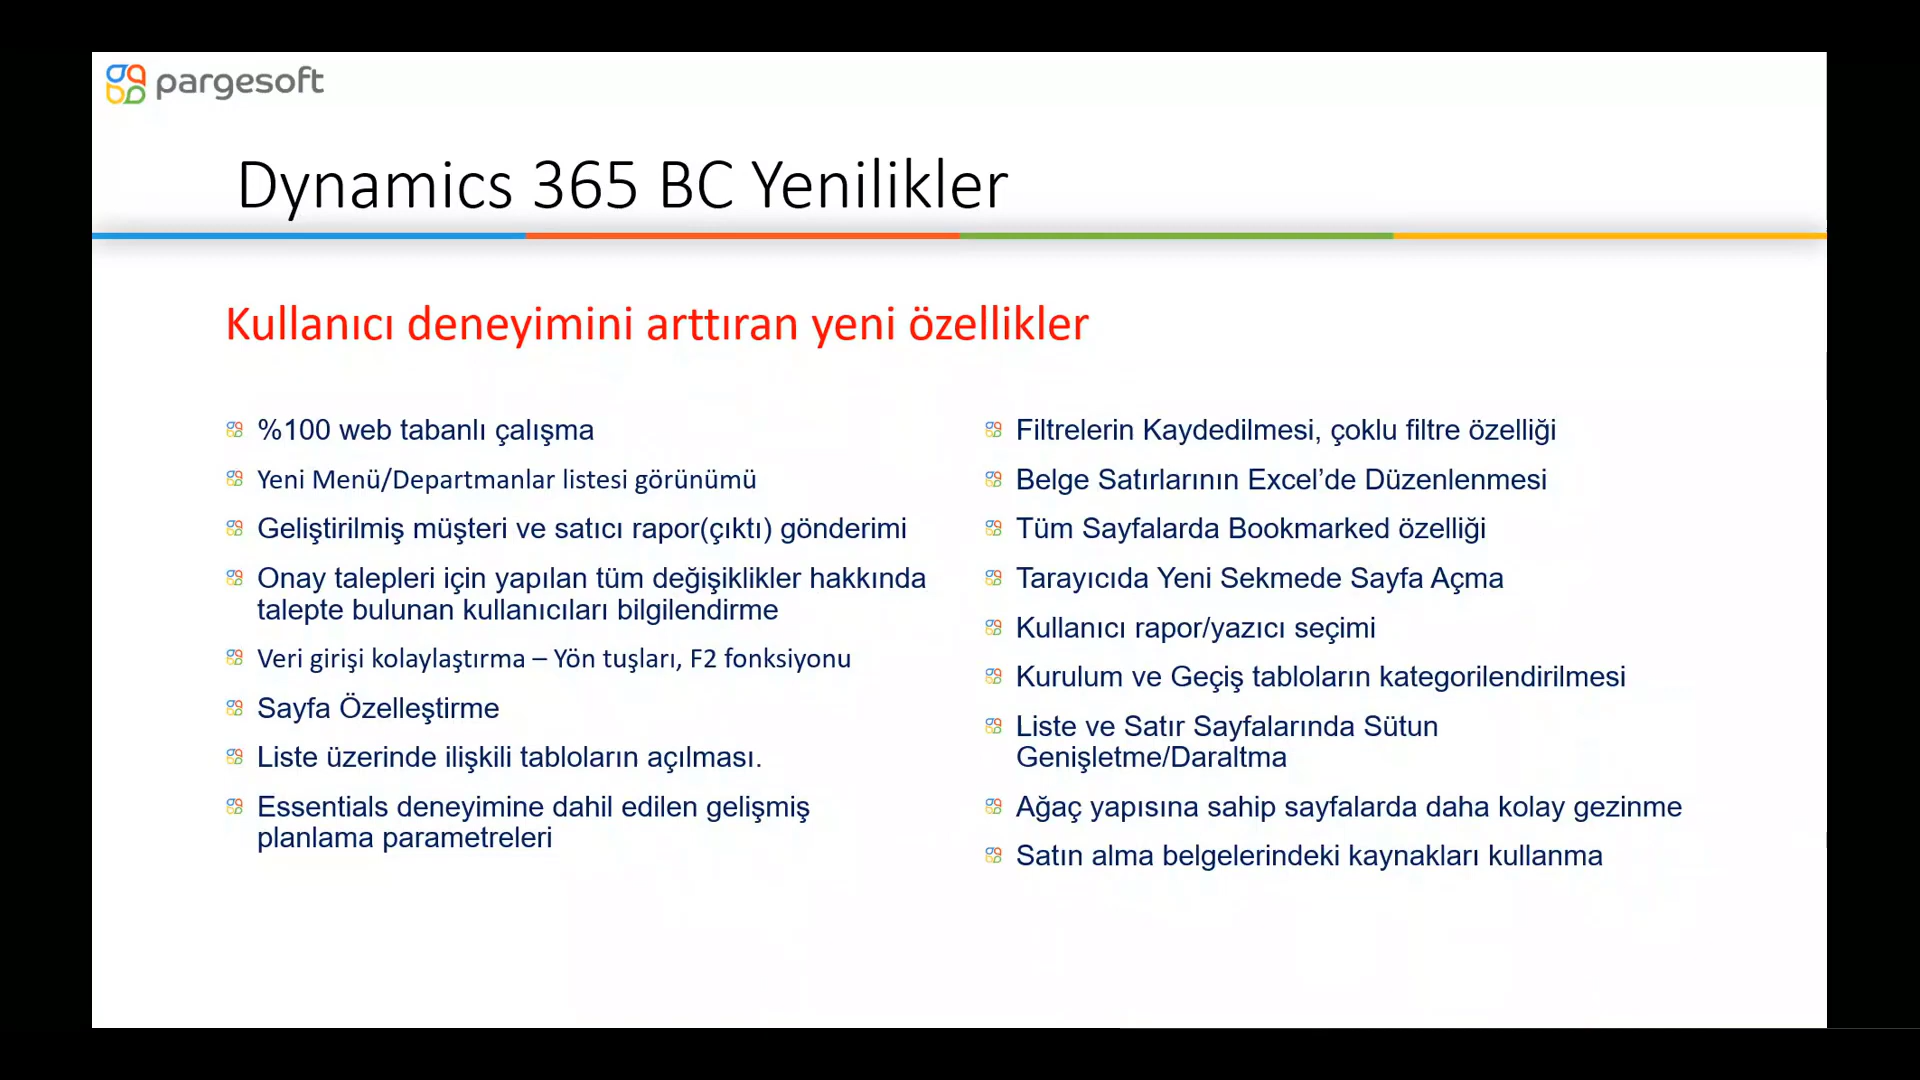 pargesoft
Dynamics 365 BC Yenilikler
Kullanıcı deneyimini arttıran yeni özellikler
%100 web tabanlı çalışma
Yeni Menü/Departmanlar listesi görünümü
Geliştirilmiş müşteri ve satıcı rapor(çıktı) gönderimi
Onay talepleri için yapılan tüm değişiklikler hakkında
talepte bulunan kullanıcıları bilgilendirme
Veri girişi kolaylaştırma – Yön tuşları, F2 fonksiyonu
Sayfa Özelleştirme
Liste üzerinde ilişkili tabloların açılması.
Essentials deneyimine dahil edilen gelişmiş
planlama parametreleri
Filtrelerin Kaydedilmesi, çoklu filtre özelliği
Belge Satırlarının Excel’de Düzenlenmesi
Tüm Sayfalarda Bookmarked özelliği
Tarayıcıda Yeni Sekmede Sayfa Açma
Kullanıcı rapor/yazıcı seçimi
Kurulum ve Geçiş tabloların kategorilendirilmesi
Liste ve Satır Sayfalarında Sütun
Genişletme/Daraltma
Ağaç yapısına sahip sayfalarda daha kolay gezinme
Satın alma belgelerindeki kaynakları kullanma